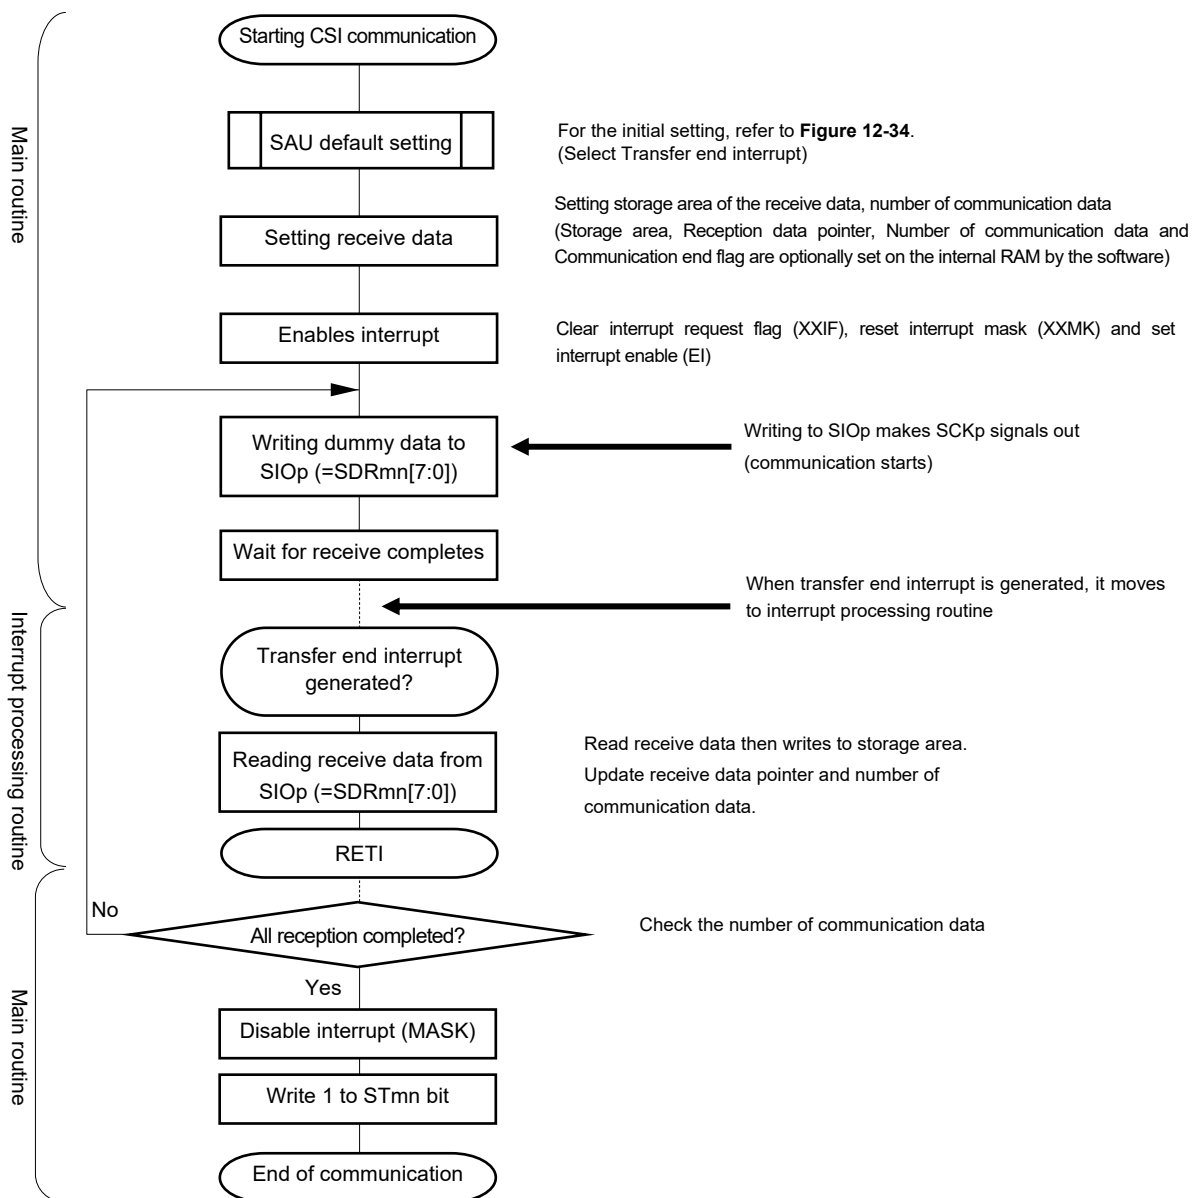 Starting CSI communication
Main routine
SAU default setting
For the initial setting, refer to Figure 12-34.
(Select Transfer end interrupt)
Setting receive data
Setting storage area of the receive data, number of communication data
(Storage area, Reception data pointer, Number of communication data and
Communication end flag are optionally set on the internal RAM by the software)
Enables interrupt
Clear interrupt request flag (XXIF), reset interrupt mask (XXMK) and set
interrupt enable (EI)
Writing dummy data to
SIOp (=SDRmn[7:0])
Writing to SIOp makes SCKp signals out
(communication starts)
Wait for receive completes
When transfer end interrupt is generated, it moves
to interrupt processing routine
Interrupt processing routine
Transfer end interrupt
generated?
Reading receive data from
SIOp (=SDRmn[7:0])
Read receive data then writes to storage area.
Update receive data pointer and number of
communication data.
RETI
No
All reception completed?
Check the number of communication data
Yes
Main routine
Disable interrupt (MASK)
Write 1 to STmn bit
End of communication